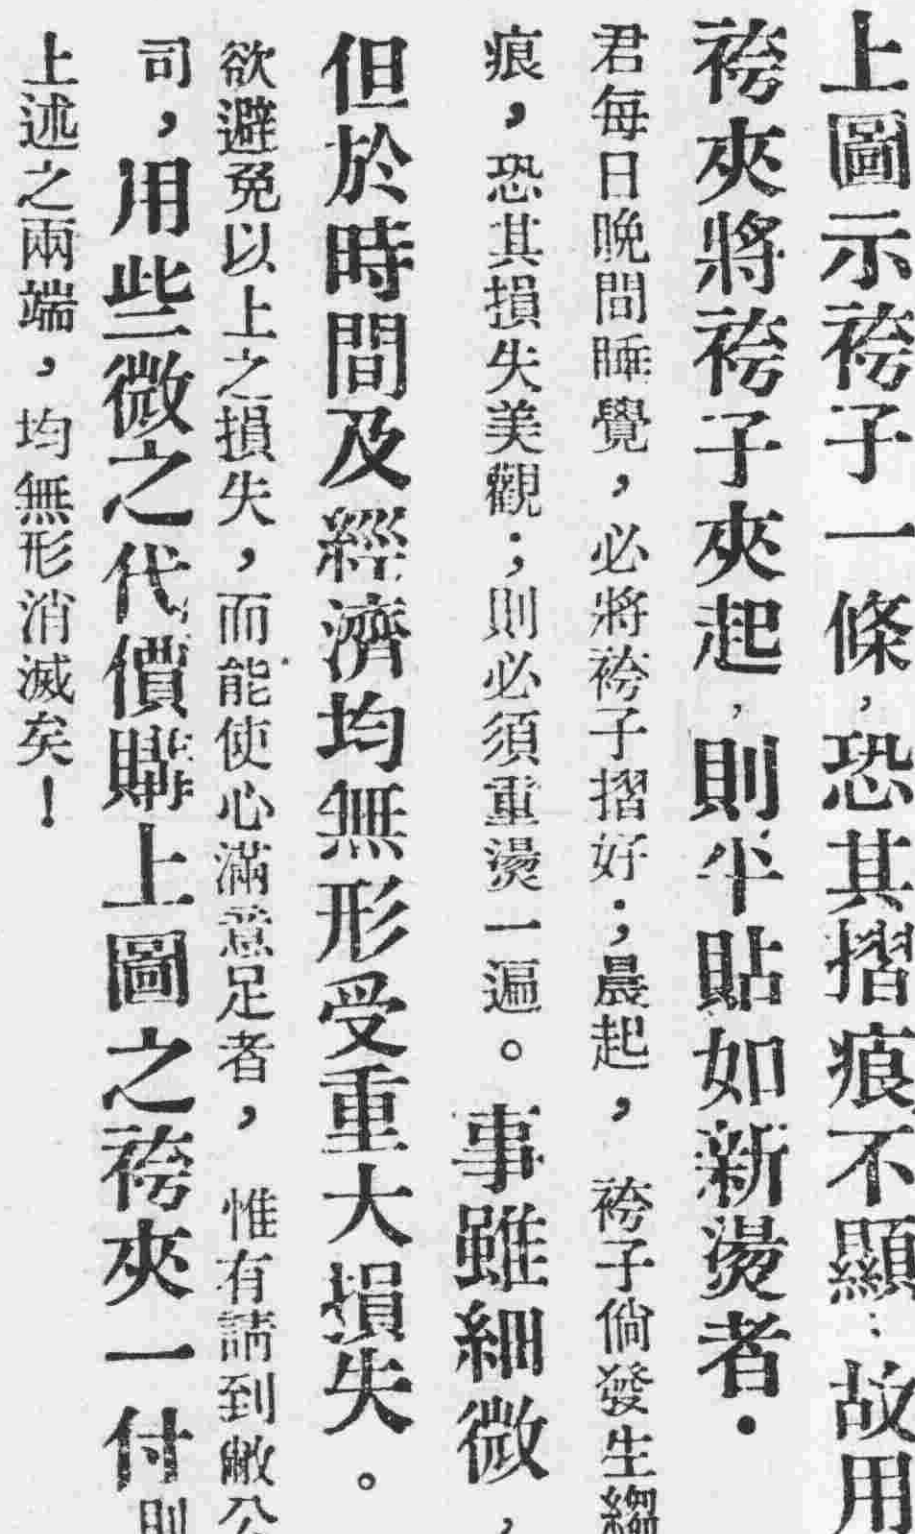 上圖示袴子一條，恐其摺痕不顯：故用
袴夾將袴子夾起，則平貼如新燙者．
君每日晚間睡覺，必將袴子摺好．；晨起，袴子倘發生縐
痕，恐其損失美觀．；則必須重燙一遍。事雖細微，
但於時間及經濟均無形受重大損失。
欲避免以上之損失，而能使心滿意足者，惟有請到敝公
司，用些微之代價購上圖之袴夾一付則
上述之兩端，均無形消滅矣！